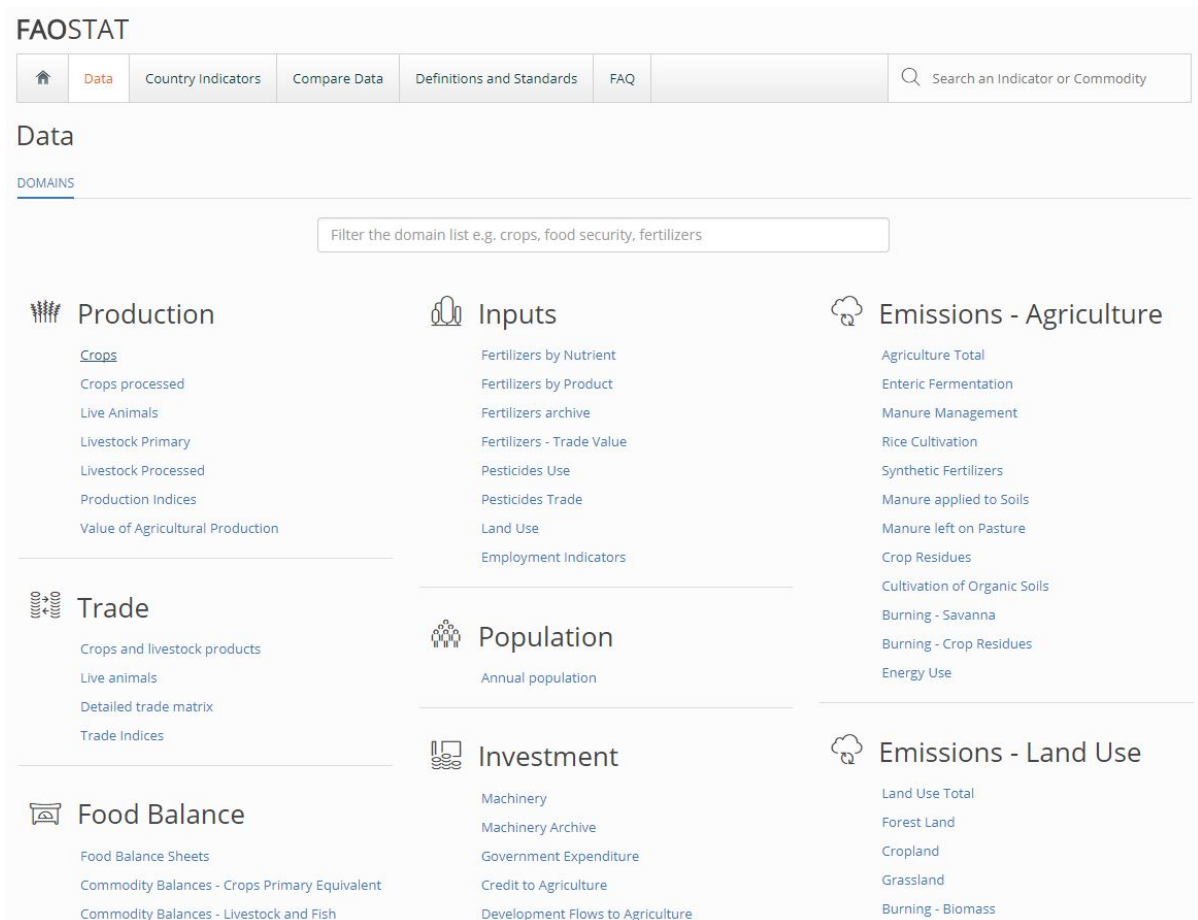 FAOSTAT
Data
Country Indicators
Compare Data
Definitions and Standards
FAQ
Search an Indicator or Commodity
Data
DOMAINS
Filter the domain list e.g. crops, food security, fertilizers
Production
Crops
Crops processed
Live Animals
Livestock Primary
Livestock Processed
Production Indices
Value of Agricultural Production
Trade
Crops and livestock products
Live animals
Detailed trade matrix
Trade Indices
Food Balance
Food Balance Sheets
Commodity Balances - Crops Primary Equivalent
Commodity Balances - Livestock and Fish
Inputs
Fertilizers by Nutrient
Fertilizers by Product
Fertilizers archive
Fertilizers - Trade Value
Pesticides Use
Pesticides Trade
Land Use
Employment Indicators
Population
Annual population
Investment
Machinery
Machinery Archive
Government Expenditure
Credit to Agriculture
Development Flows to Agriculture
Emissions - Agriculture
Agriculture Total
Enteric Fermentation
Manure Management
Rice Cultivation
Synthetic Fertilizers
Manure applied to Soils
Manure left on Pasture
Crop Residues
Cultivation of Organic Soils
Burning - Savanna
Burning - Crop Residues
Energy Use
Emissions - Land Use
Land Use Total
Forest Land
Cropland
Grassland
Burning - Biomass